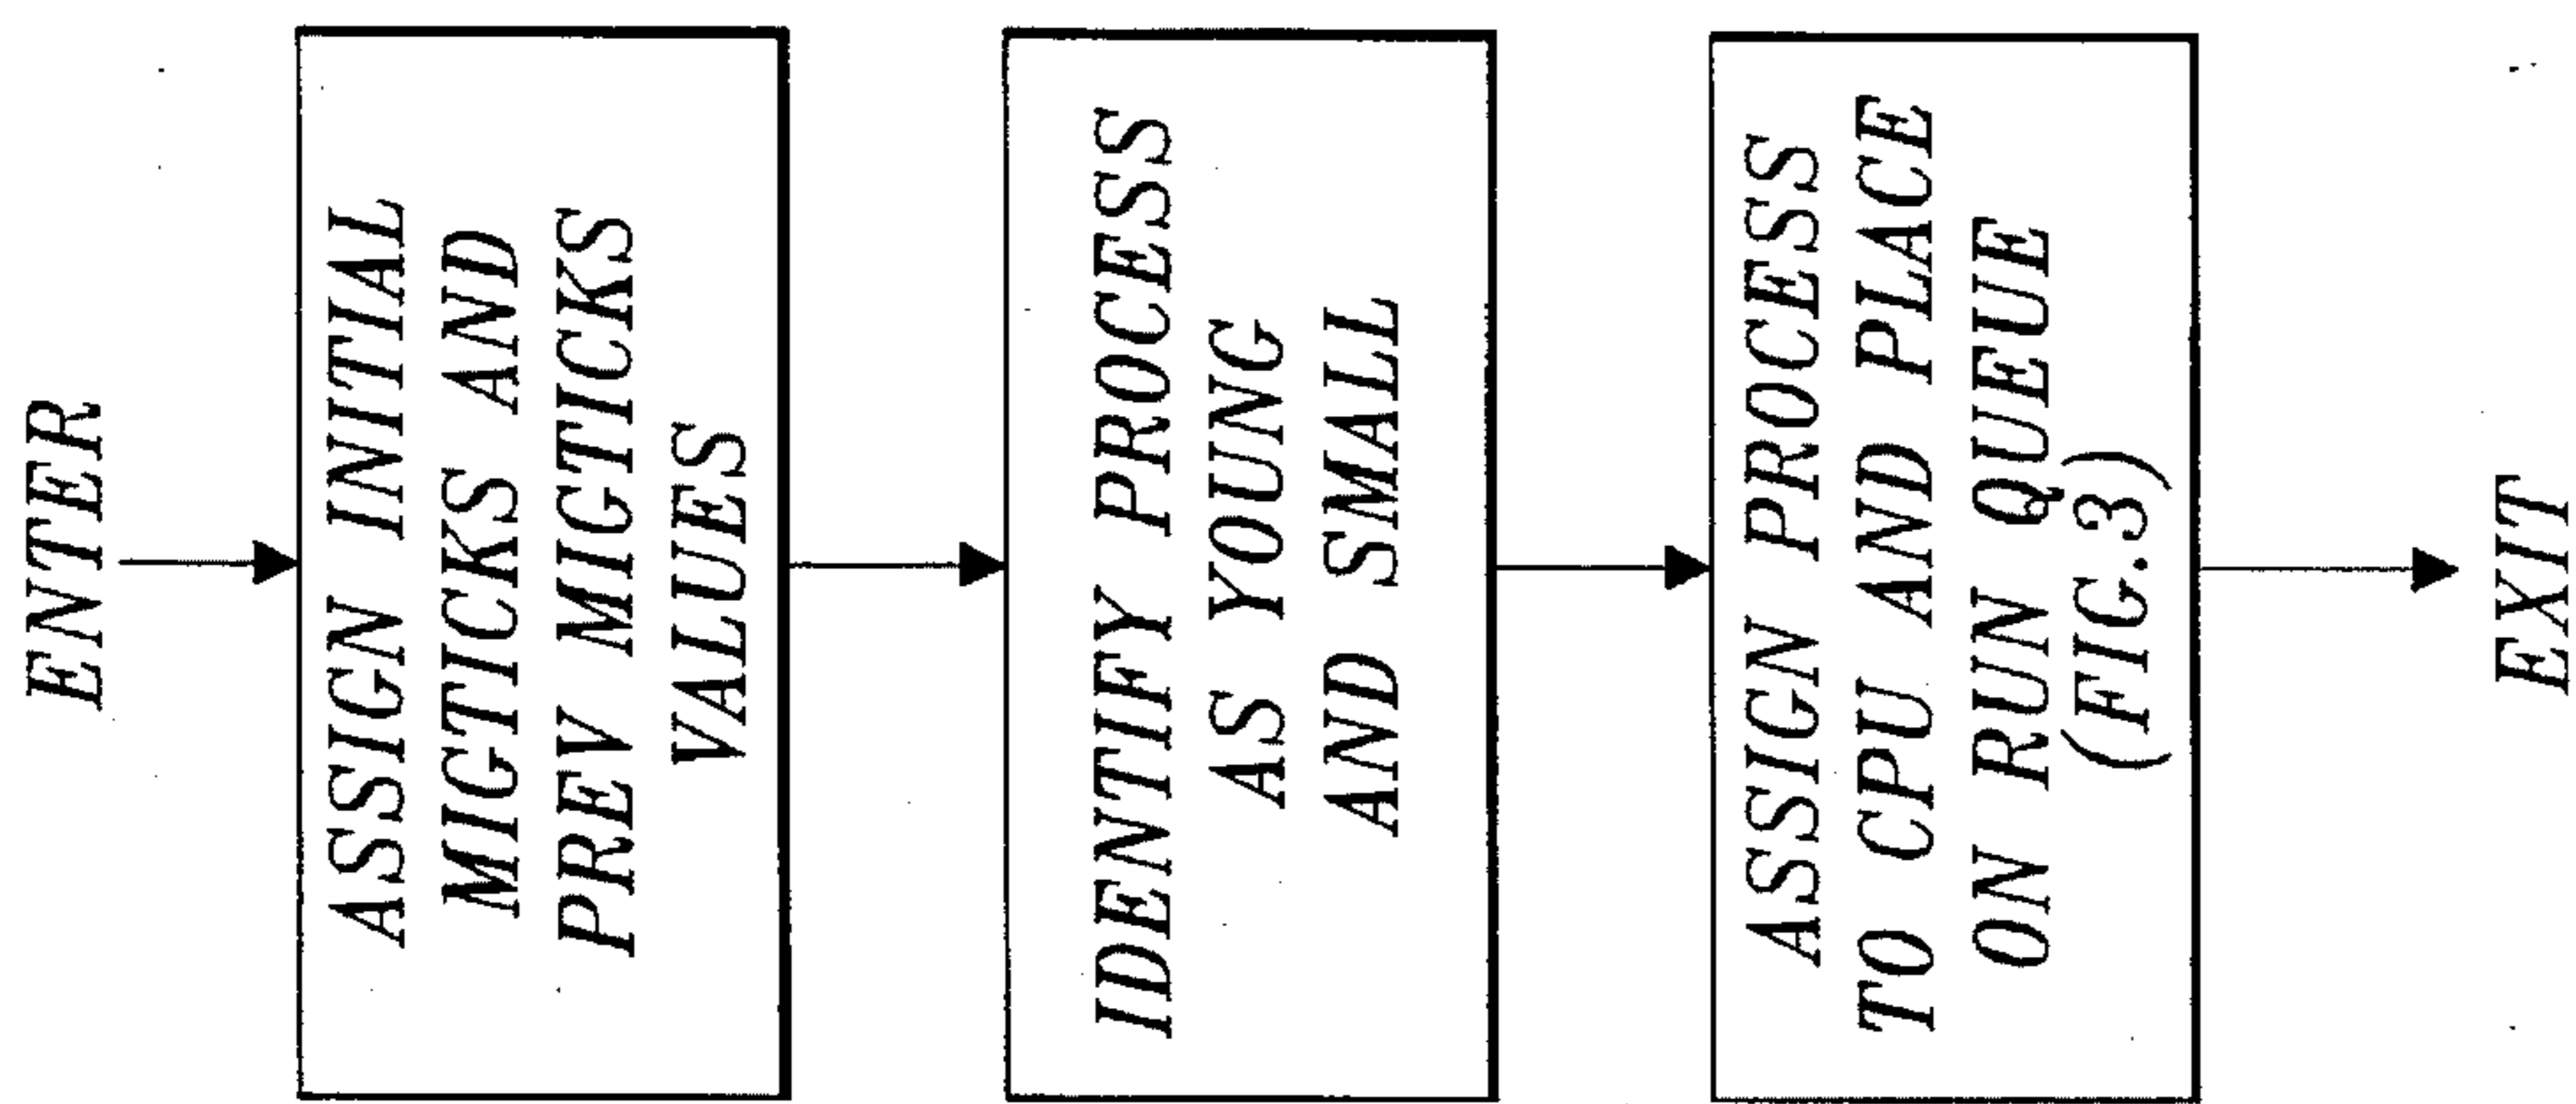 ENTER
ASSIGN INITIAL
MIGTICKS AND
PREV MIGTICKS
VALUES
IDENTIFY PROCESS
AS YOUNG
AND SMALL
ASSIGN PROCESS
TO CPU AND PLACE
ON RUN QUEUE
(FIG.3)
EXIT